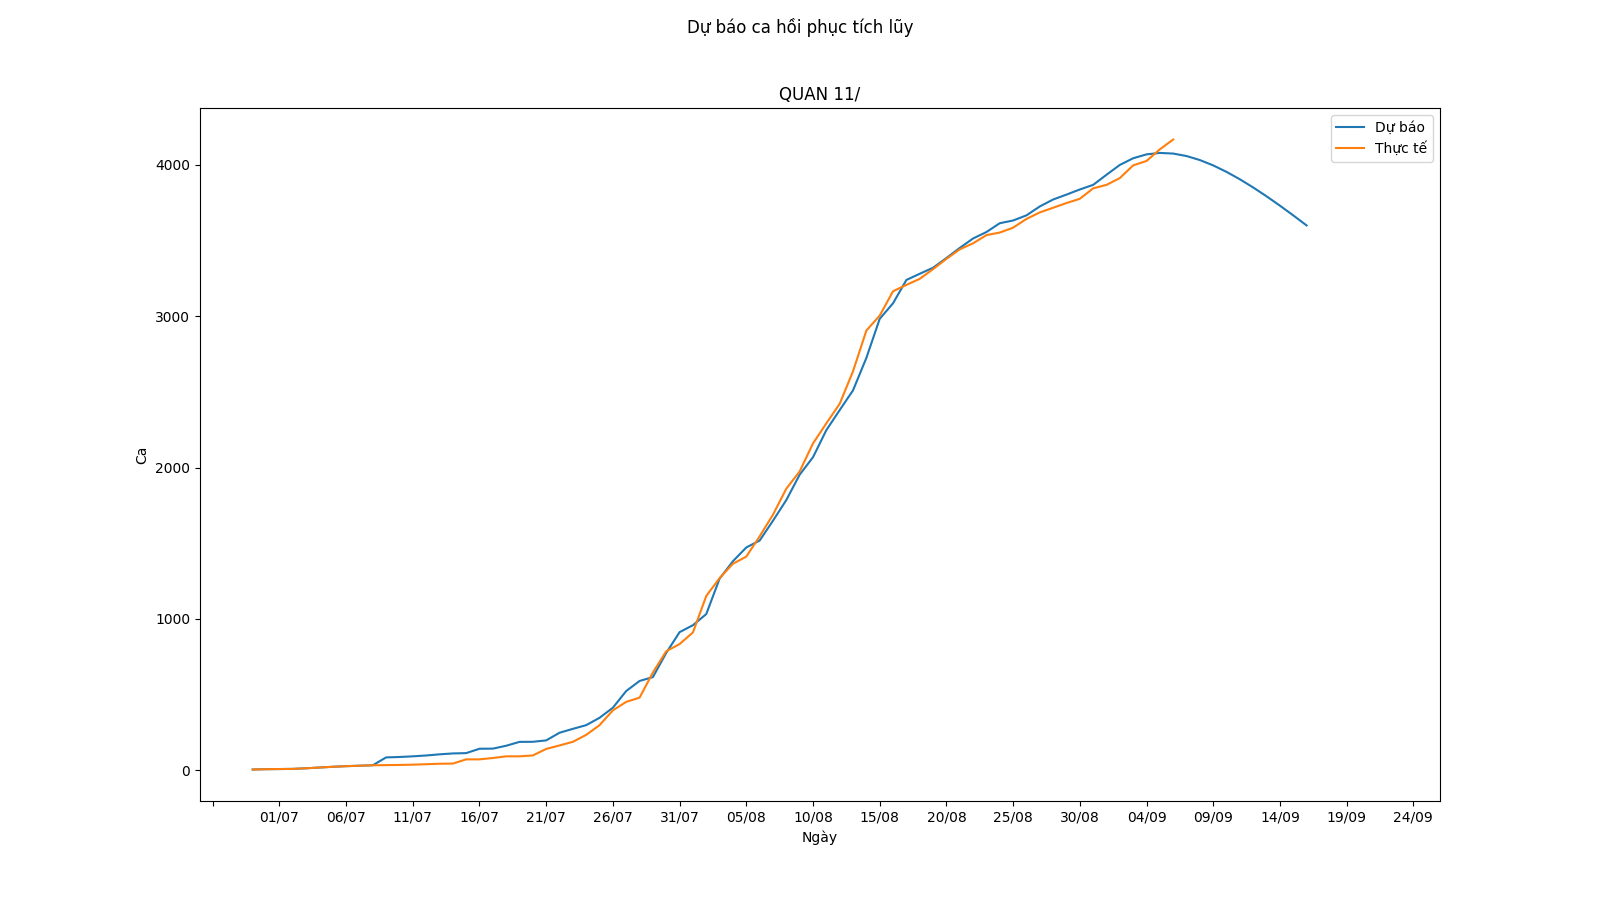 Dự báo ca hồi phục tích lũy
QUAN 11/
Dự báo
Thực tế
4000
3000
2000
1000
0
Ca
01/07 06/07 11/07 16/07 21/07 26/07 31/07 05/08 10/08 15/08 20/08 25/08 30/08 04/09 09/09 14/09 19/09 24/09
Ngày